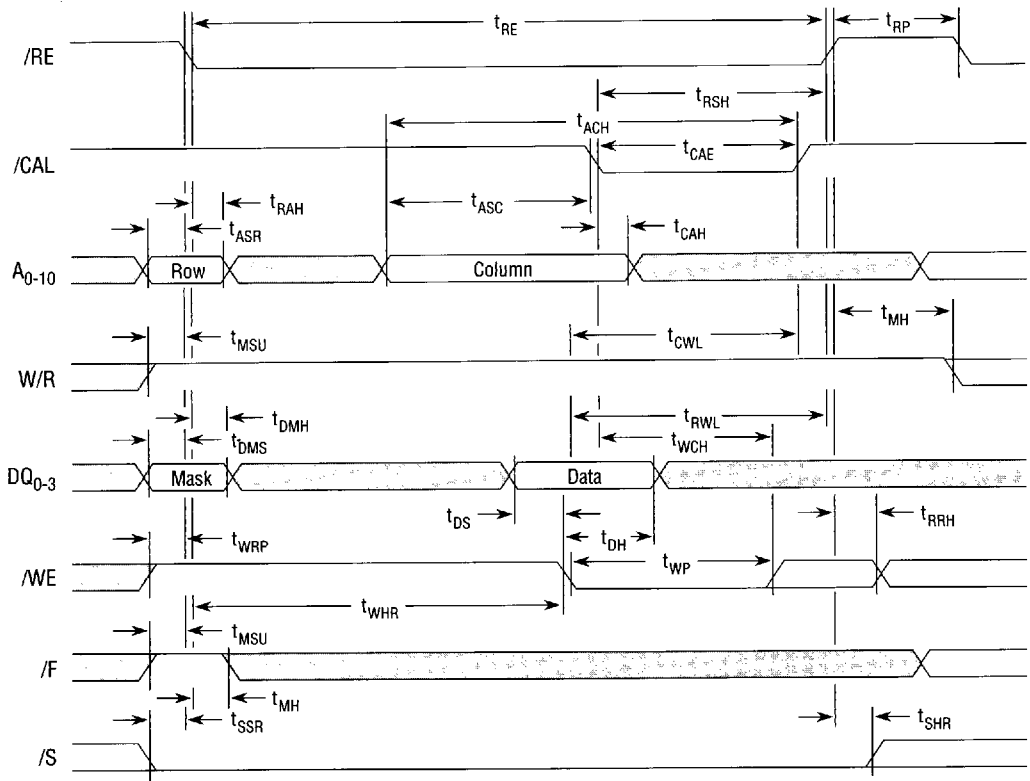 tRE
tRP
/RE
tRSH
tACH
tCAE
/CAL
tRAH
tASC
tASR
tCAH
A0-10
Row
Column
tMH
tMSU
tCWL
W/R
tDMH
tRWL
tDMS
tWCH
DQ0-3
Mask
Data
tDS
tRRH
tDH
tWRP
tWP
/WE
tWHR
tMSU
/F
tMH
tSSR
tSHR
/S